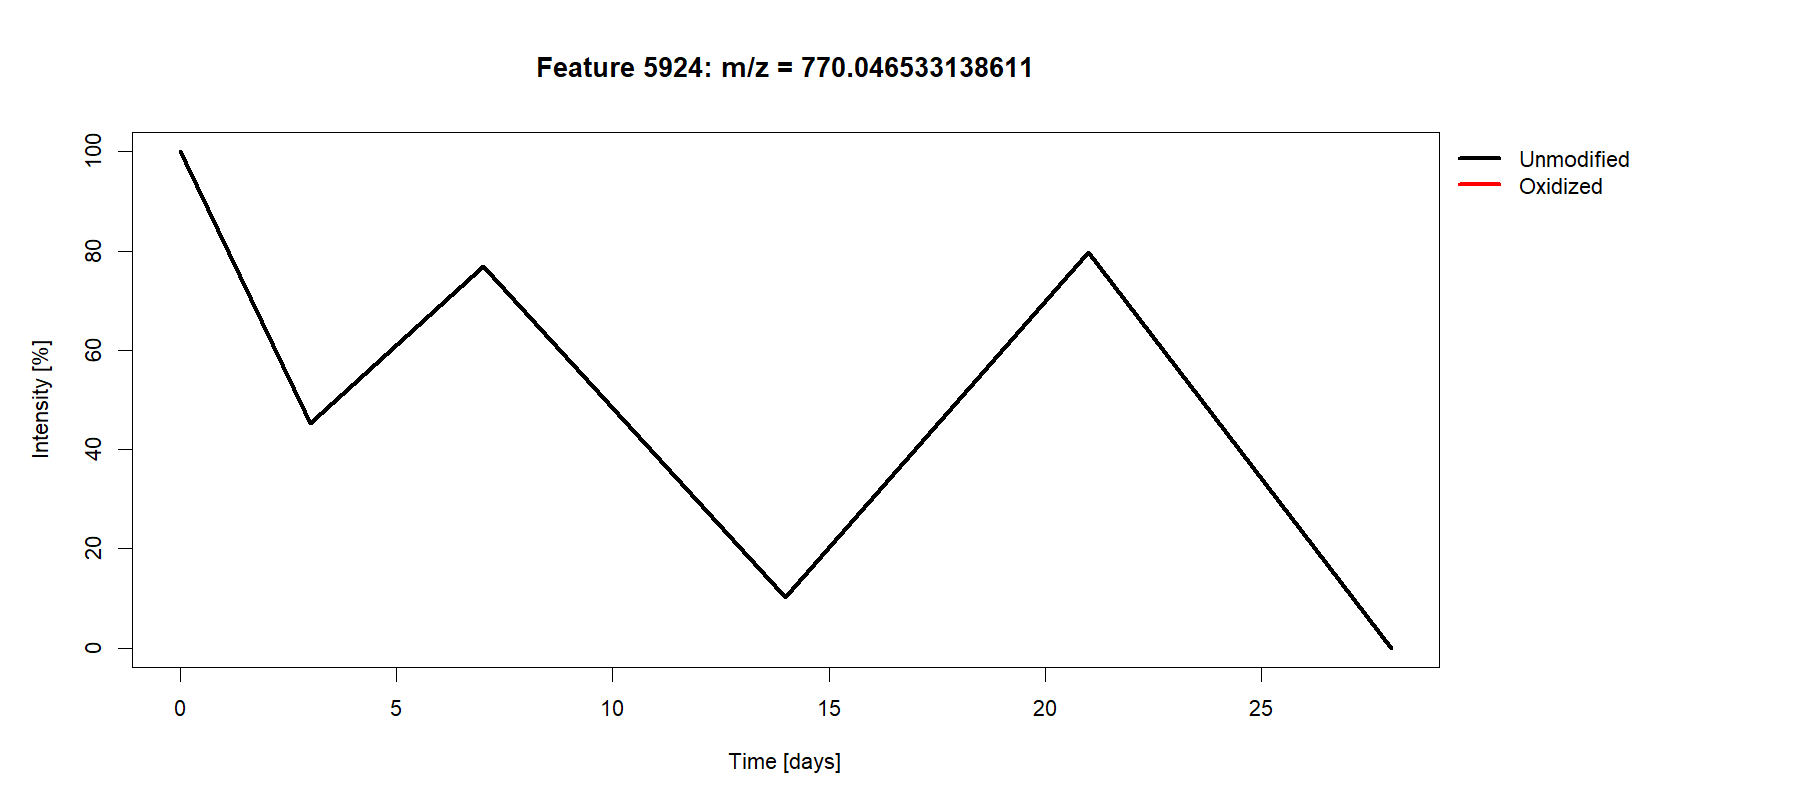 Feature 5924: m/z = 770.046533138611
Unmodified
Oxidized
Intensity [%]
100
80
60
40
20
0
0 5 10 15 20 25
Time [days]